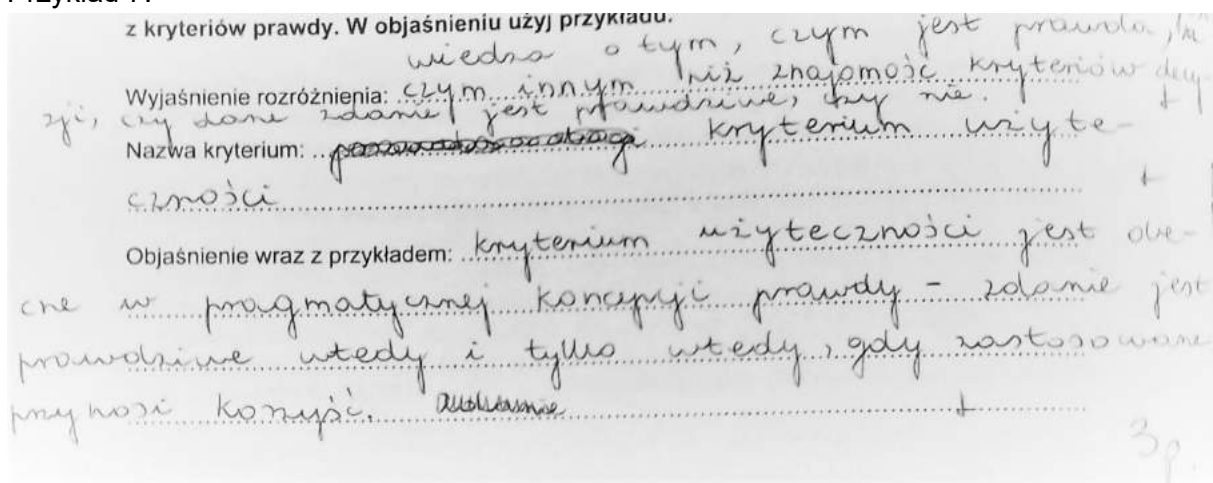 z kryteriów prawdy. W objaśnieniu użyj przykładu.
wiedza o tym, czym jest prawda,
Wyjaśnienie rozróżnienia: czym innym niż znajomość kryteriów decy
zji, czy dane zdanie jest prawdziwe, czy nie. +
Nazwa kryterium: kryterium użyte-
czności +
Objaśnienie wraz z przykładem: kryterium użyteczności jest obe-
cne w pragmatycznej koncepcji prawdy - zdanie jest
prawdziwe wtedy i tylko wtedy, gdy zastosowane
przynosi korzyść. +
3p.